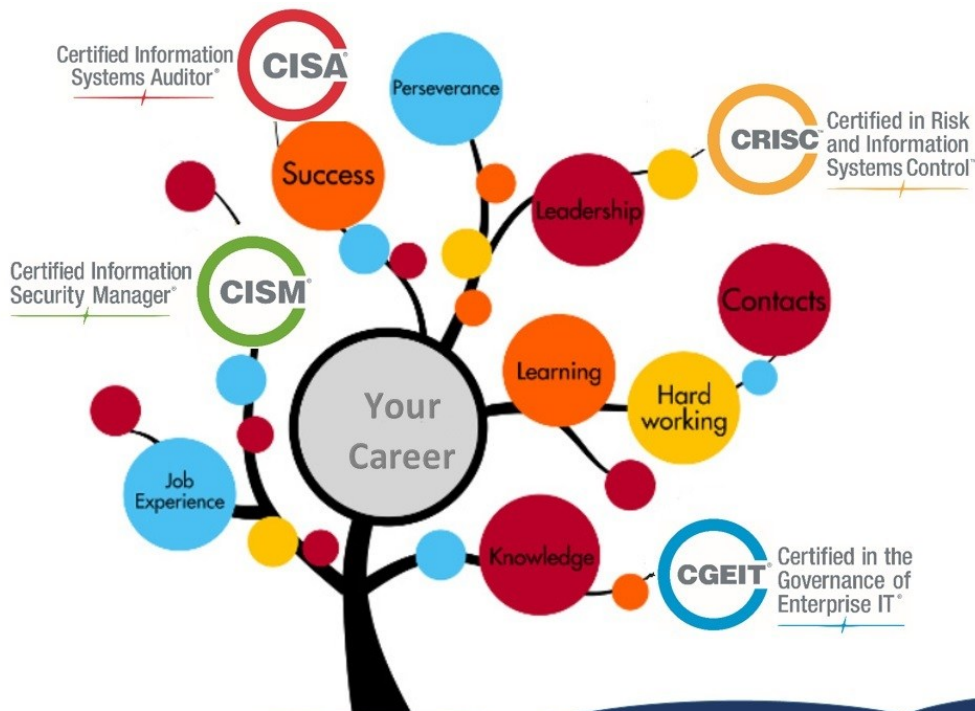 Certified Information
Systems Auditor®
CISA®
Perseverance
CRISC™
Certified in Risk
and Information
Systems Control™
Success
Leadership
Certified Information
Security Manager®
CISM®
Contacts
Learning
Hard
working
Your
Career
Job
Experience
Knowledge
CGEIT®
Certified in the
Governance of
Enterprise IT®